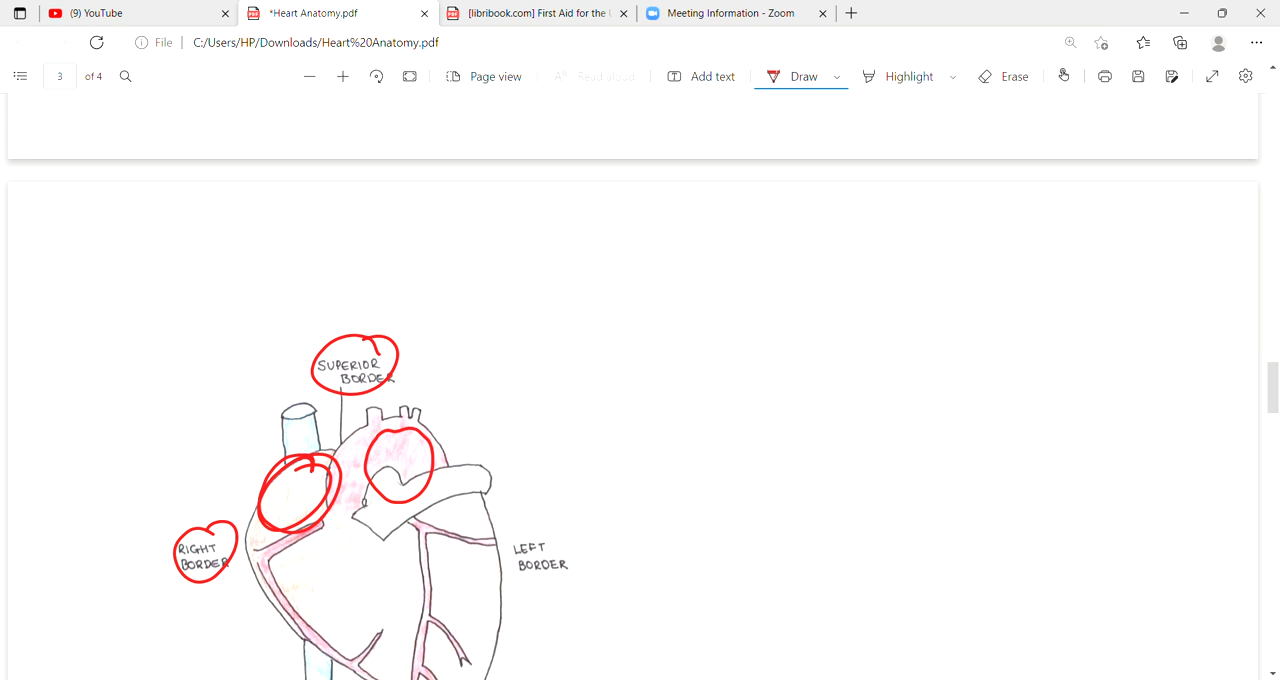 (9) YouTube
*Heart Anatomy.pdf
[libribook.com] First Aid for the
Meeting Information - Zoom
File
C:/Users/HP/Downloads/Heart%20Anatomy.pdf
3
of 4
Page view
A
Read aloud
Add text
Draw
Highlight
Erase
SUPERIOR
BORDER
RIGHT
BORDER
LEFT
BORDER